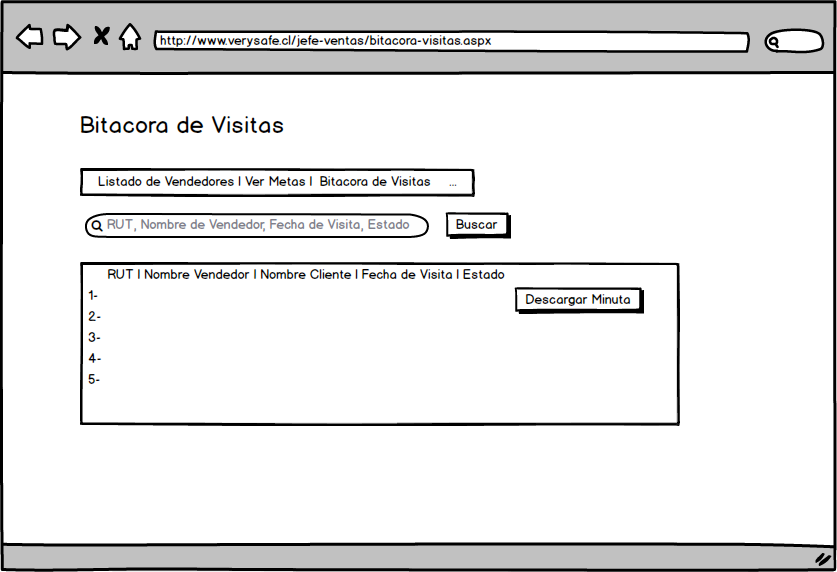 http://www.verysafe.cl/jefe-ventas/bitacora-visitas.aspx
Bitacora de Visitas
Listado de Vendedores | Ver Metas | Bitacora de Visitas ...
RUT, Nombre de Vendedor, Fecha de Visita, Estado Buscar
RUT | Nombre Vendedor | Nombre Cliente | Fecha de Visita | Estado
1- Descargar Minuta
2-
3-
4-
5-